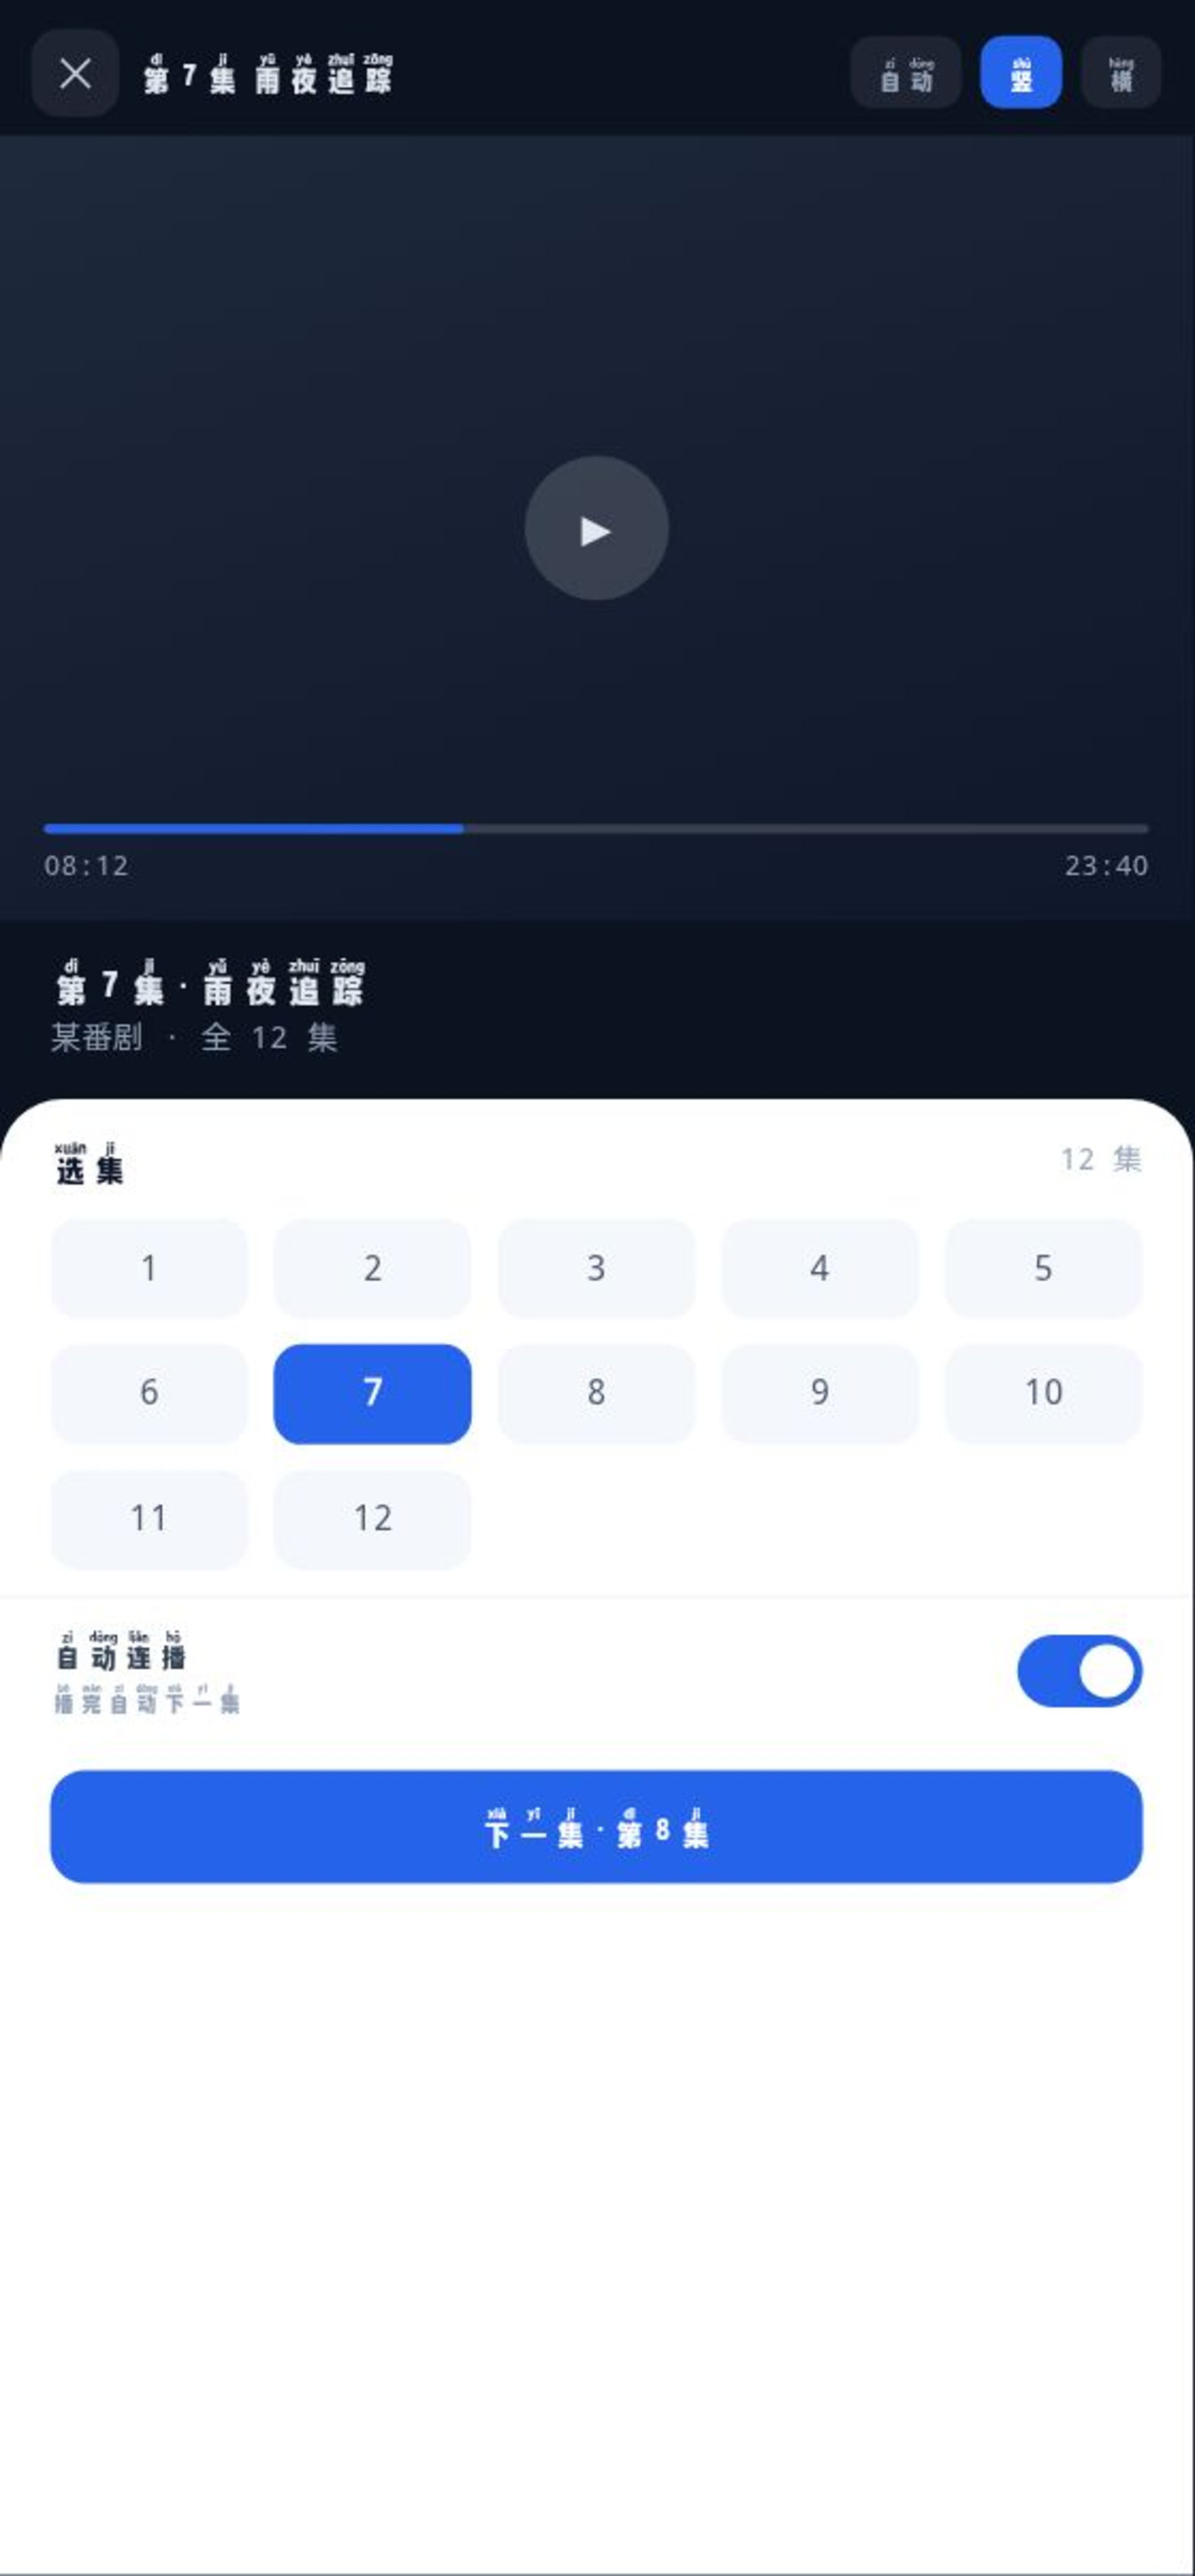 第 7 集 雨夜追踪
自动 竖 横
08:12 23:40
第 7 集 · 雨夜追踪
某番剧 · 全 12 集
选集 12 集
1 2 3 4 5
6 7 8 9 10
11 12
自动连播
播完自动下一集
下一集 · 第 8 集